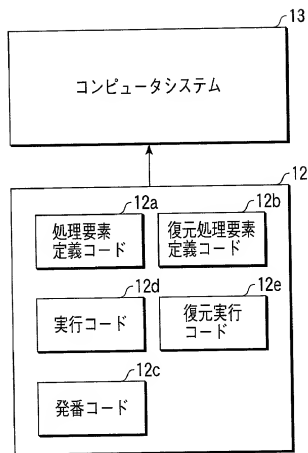 13
コンピュータシステム
12
12a
処理要素
定義コード
12b
復元処理要素
定義コード
12d
実行コード
12e
復元実行
コード
12c
発番コード